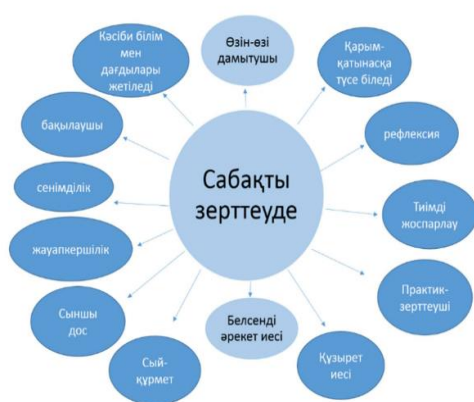 Өзін-өзі
дамытушы
Қарым-
қатынасқа
түсе біледі
рефлексия
Тиімді
жоспарлау
Практик-
зерттеуші
Құзырет
иесі
Белсенді
әрекет иесі
Сый-
құрмет
Сыншы
дос
жауапкершілік
сенімділік
бақылаушы
Кәсіби білім
мен
дағдылары
жетіледі
Сабақты
зерттеуде